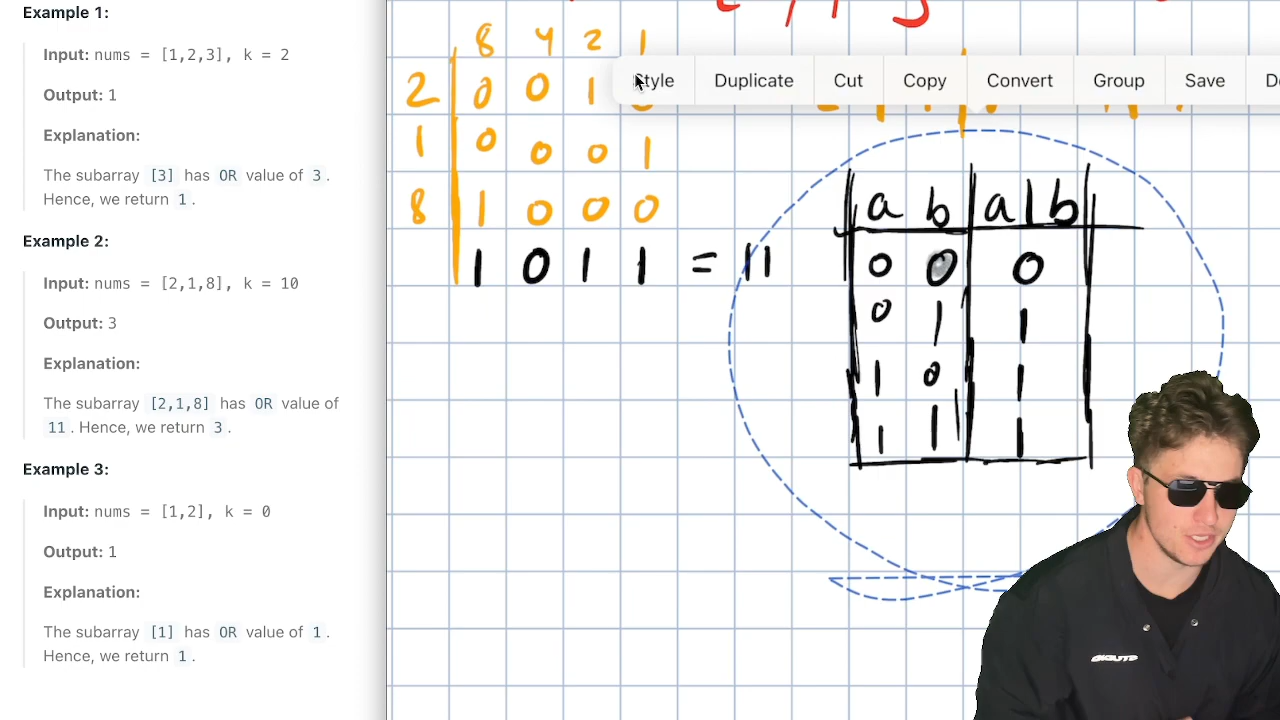 Example 1:
Input: nums = [1,2,3], k = 2
Output: 1
Explanation:
The subarray [3] has OR value of 3.
Hence, we return 1.
Example 2:
Input: nums = [2,1,8], k = 10
Output: 3
Explanation:
The subarray [2,1,8] has OR value of
11. Hence, we return 3.
Example 3:
Input: nums = [1,2], k = 0
Output: 1
Explanation:
The subarray [1] has OR value of 1.
Hence, we return 1.
8 4 2 1
Style Duplicate Cut Copy Convert Group Save
2 0 0 1 0
1 0 0 0 1
8 1 0 0 0
1 0 1 1 = 11
a b a|b
0 0 0
0 1 1
1 0 1
1 1 1